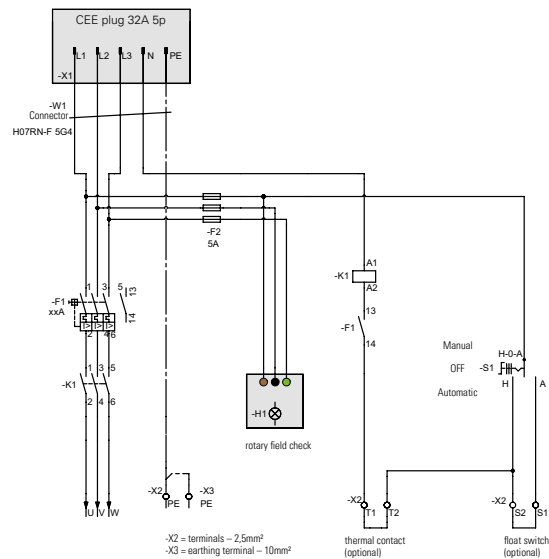 CEE plug 32A 5p
L1 L2 L3 N PE
-X1
-W1
Connector
H07RN-F 5G4
-F2
5A
A1
-K1
A2
1 3 5 13
-F1
xxA
14
I> I> I>
2 4 6
13
-F1
14
Manual
H-0-A
OFF
-S1
Automatic
H A
1 3 5
-K1
2 4 6
-H1
rotary field check
-X2
PE
-X3
PE
U V W
-X2
T1 T2
-X2
S2 S1
-X2 = terminals – 2,5mm²
-X3 = earthing terminal – 10mm²
thermal contact
(optional)
float switch
(optional)